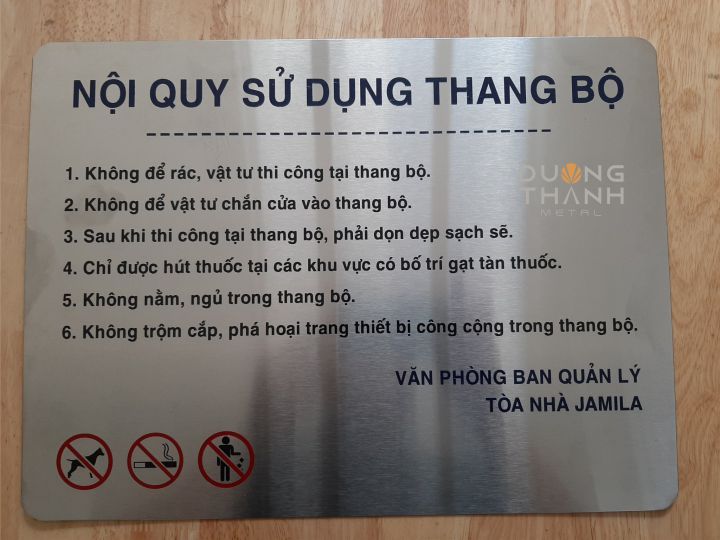 NỘI QUY SỬ DỤNG THANG BỘ
1. Không để rác, vật tư thi công tại thang bộ.
2. Không để vật tư chắn cửa vào thang bộ.
3. Sau khi thi công tại thang bộ, phải dọn dẹp sạch sẽ.
4. Chỉ được hút thuốc tại các khu vực có bố trí gạt tàn thuốc.
5. Không nằm, ngủ trong thang bộ.
6. Không trộm cắp, phá hoại trang thiết bị công cộng trong thang bộ.
VĂN PHÒNG BAN QUẢN LÝ
TÒA NHÀ JAMILA
DUONG
THANH
METAL